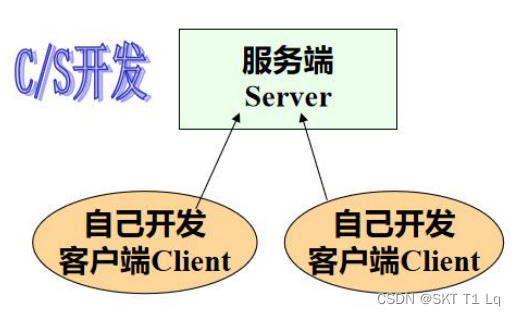 C/S开发
服务端
Server
自己开发
客户端Client
自己开发
客户端Client
CSDN @SKT T1 Lq